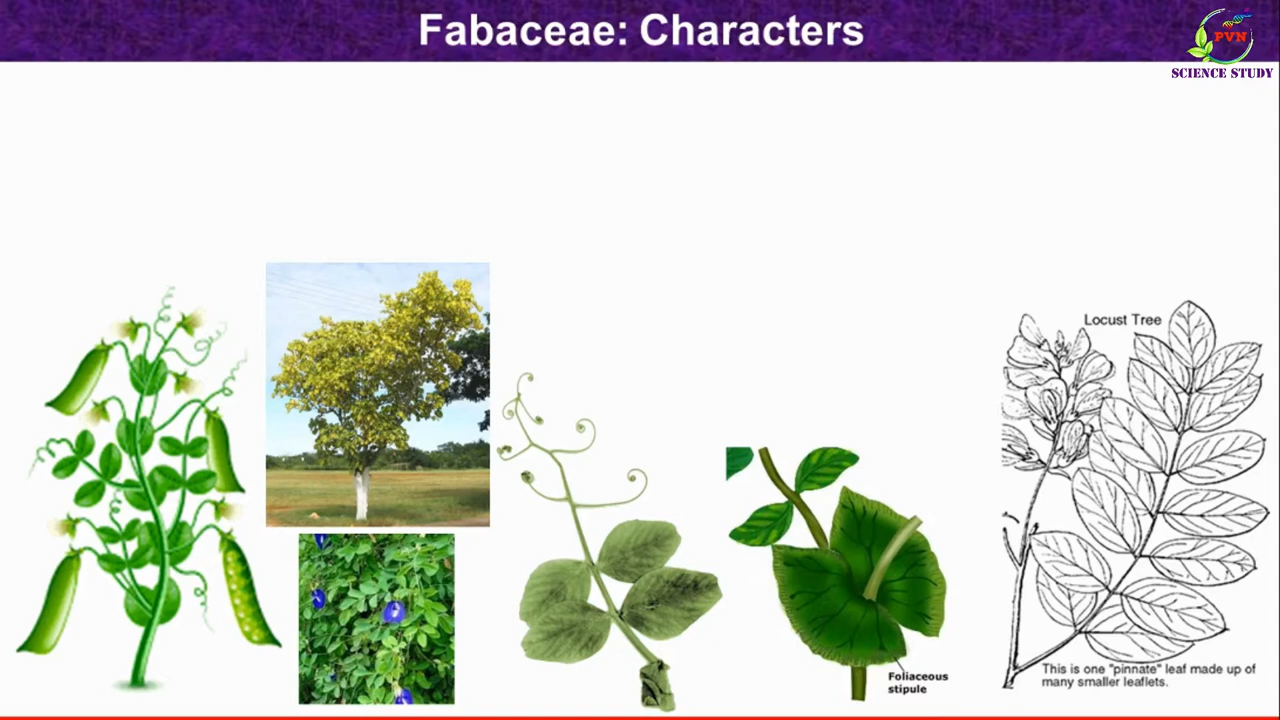 Fabaceae: Characters
PVN
SCIENCE STUDY
Locust Tree
Foliaceous
stipule
This is one "pinnate" leaf made up of
many smaller leaflets.